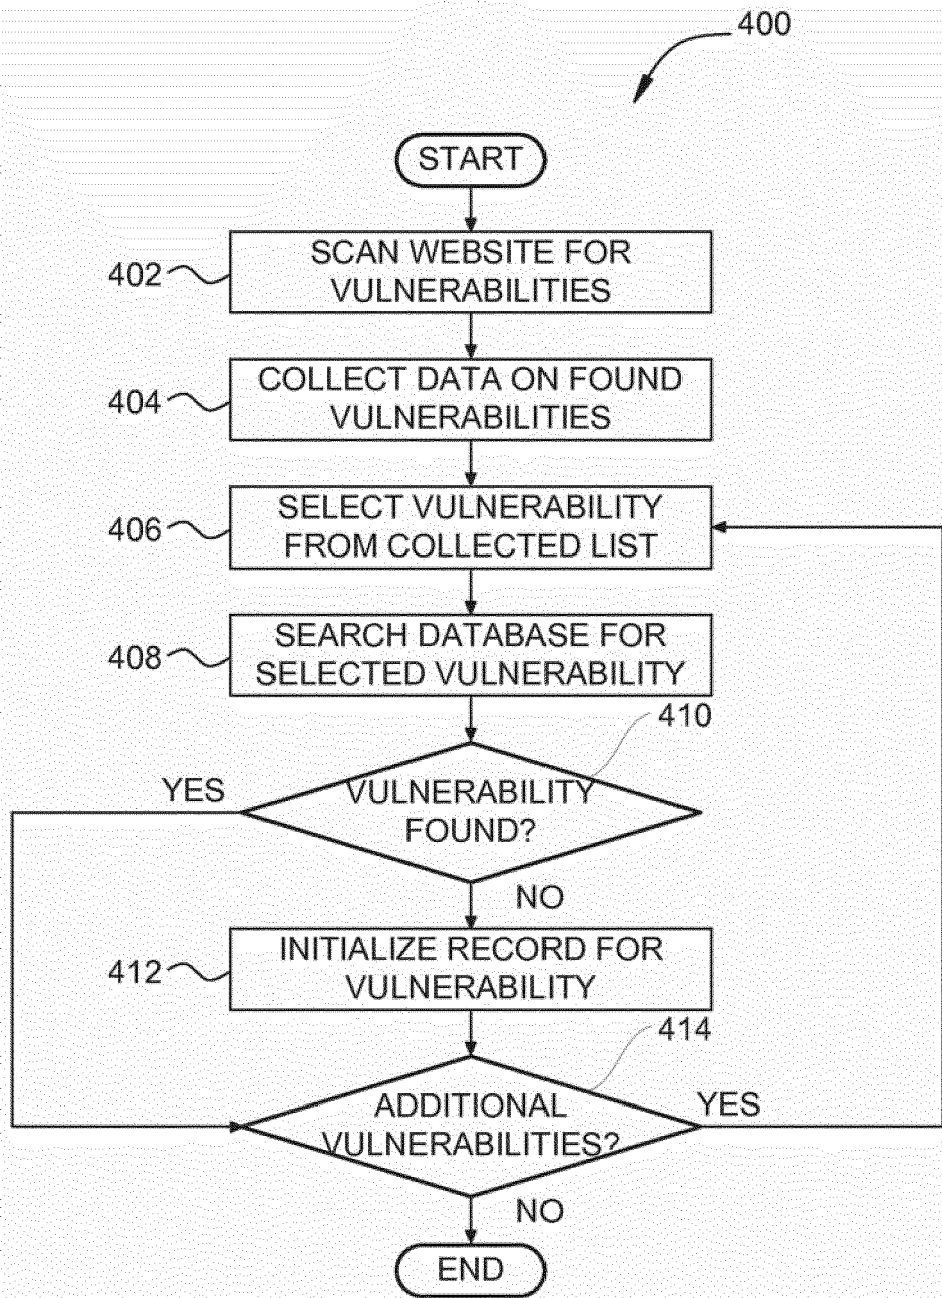 400
START
SCAN WEBSITE FOR
VULNERABILITIES
402
COLLECT DATA ON FOUND
VULNERABILITIES
404
SELECT VULNERABILITY
FROM COLLECTED LIST
406
SEARCH DATABASE FOR
SELECTED VULNERABILITY
408
410
YES
VULNERABILITY
FOUND?
NO
INITIALIZE RECORD FOR
VULNERABILITY
412
414
ADDITIONAL
VULNERABILITIES?
YES
NO
END